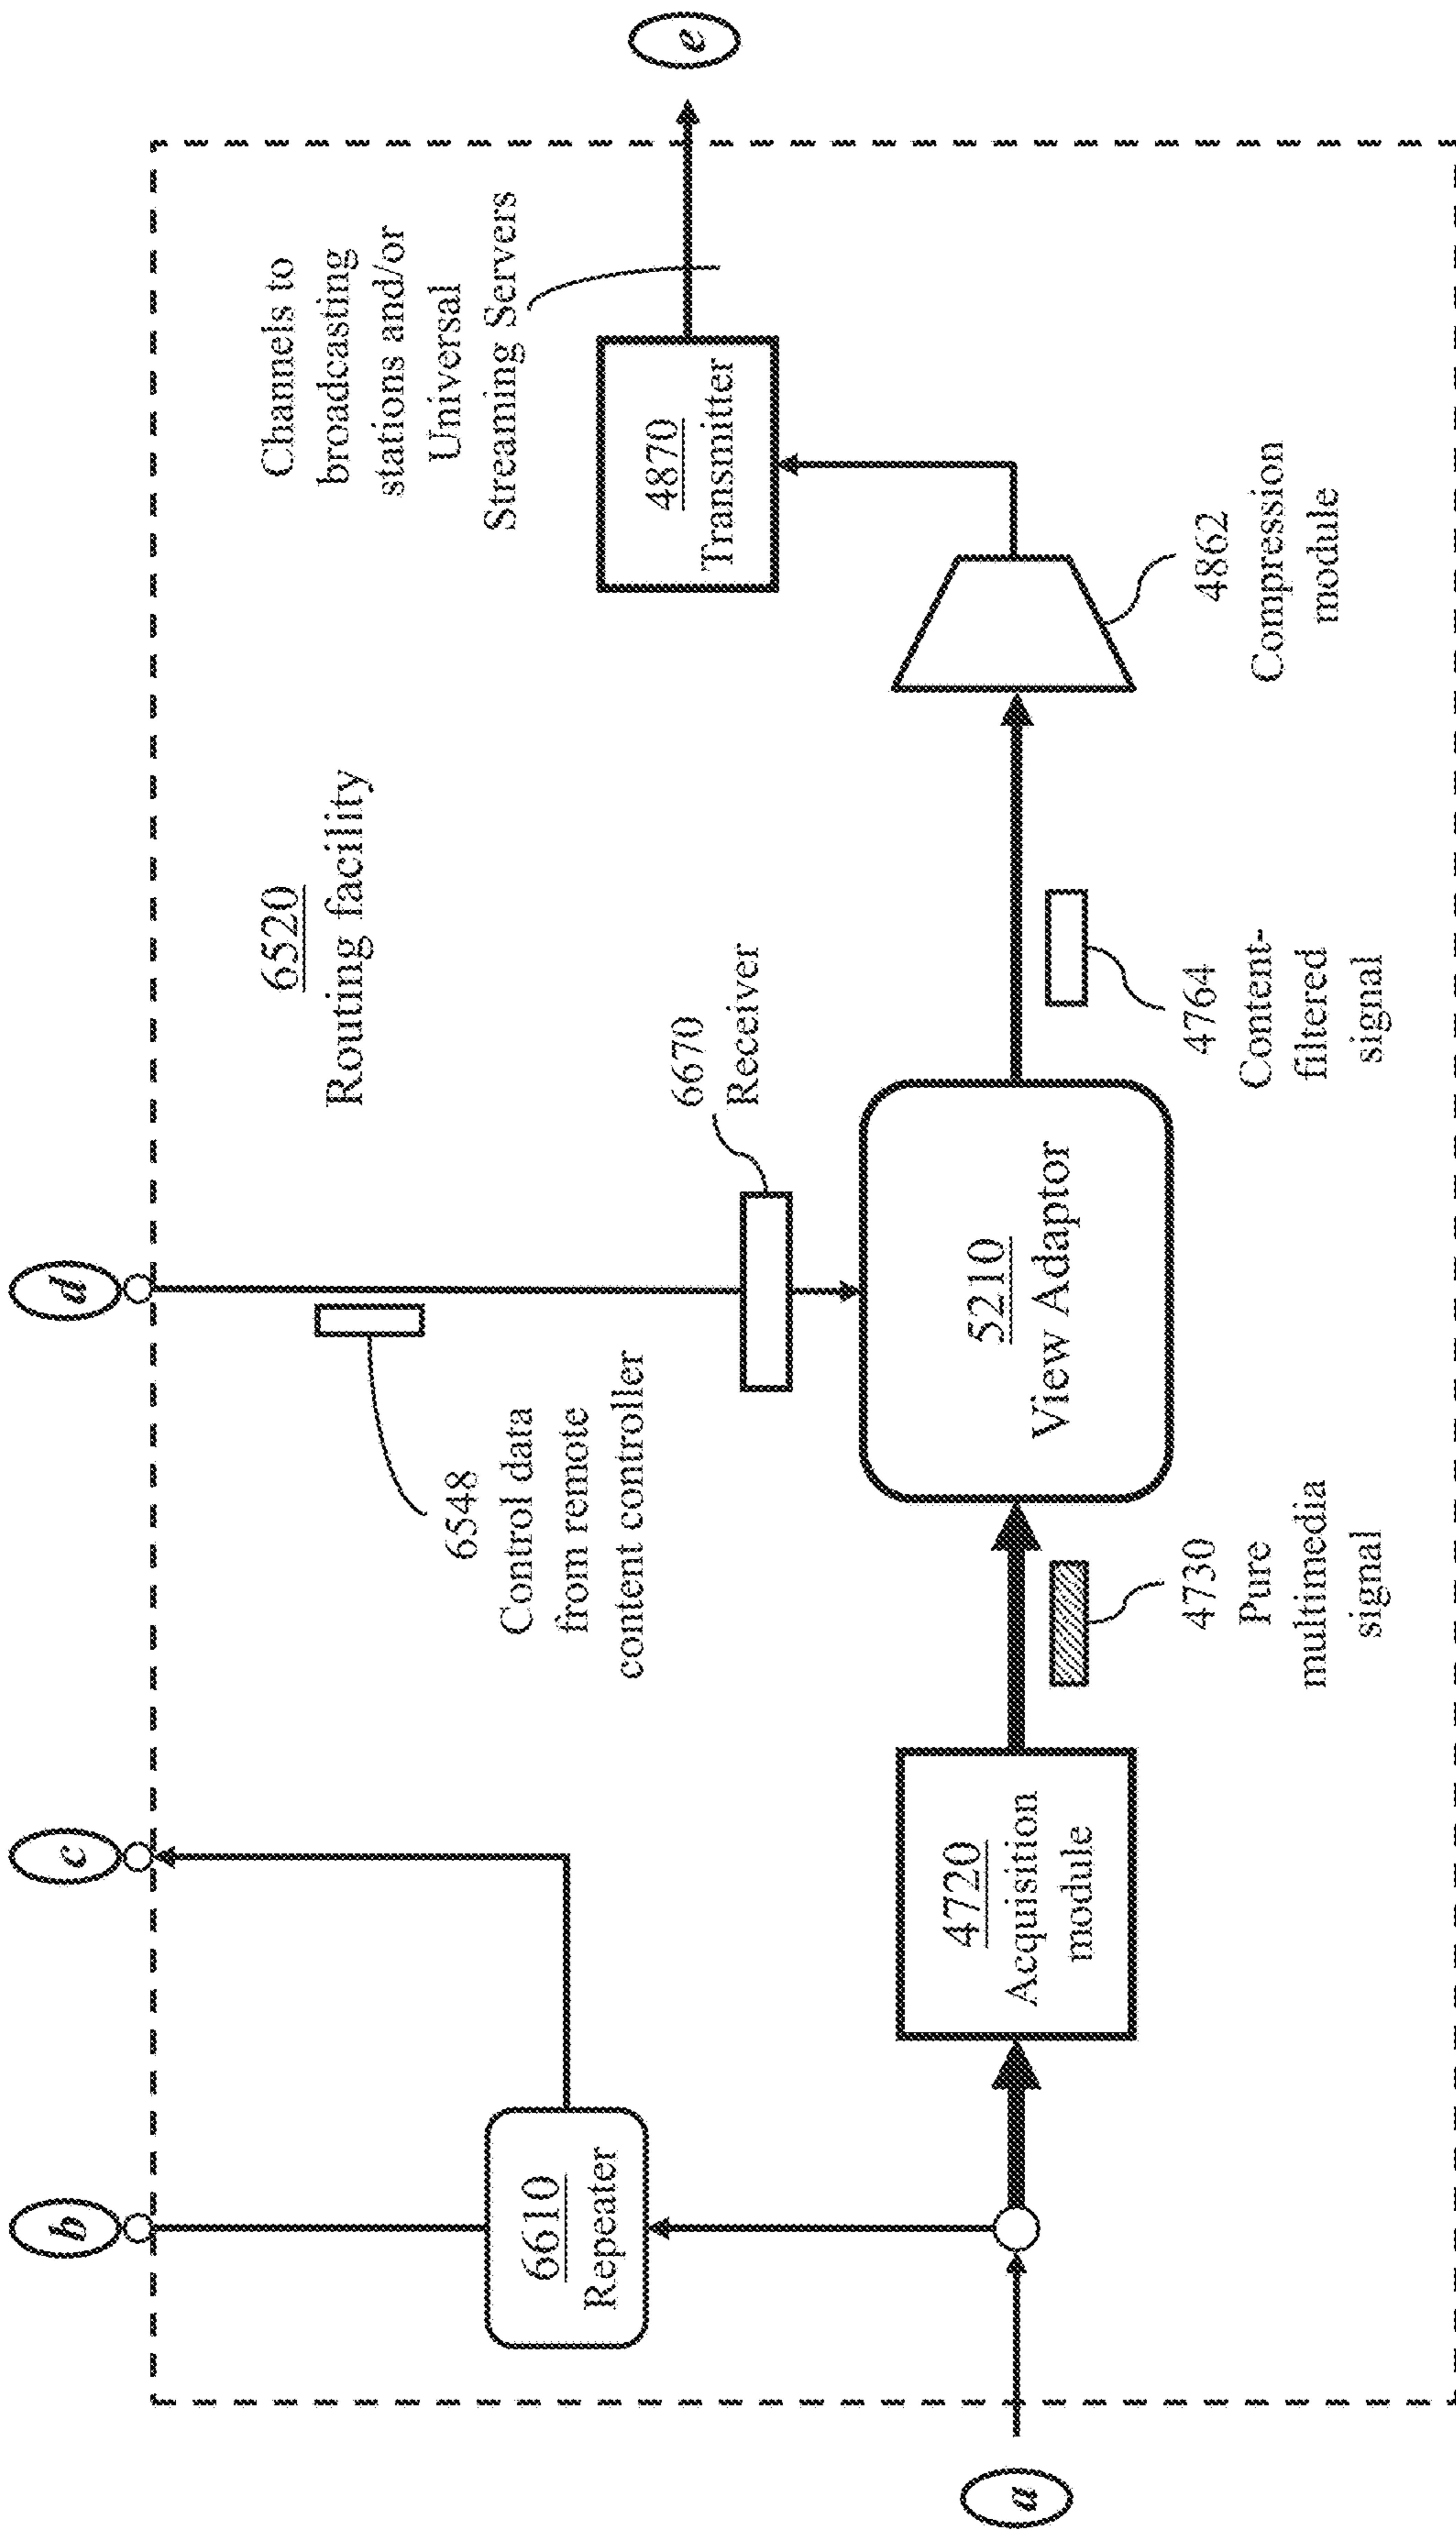 a
b
c
d
e
6520
Routing facility
6610
Repeater
6548
Control data
from remote
content controller
6670
Receiver
Channels to
broadcasting
stations and/or
Universal
Streaming Servers
4870
Transmitter
4720
Acquisition
module
4730
Pure
multimedia
signal
5210
View Adaptor
4764
Content-
filtered
signal
4862
Compression
module